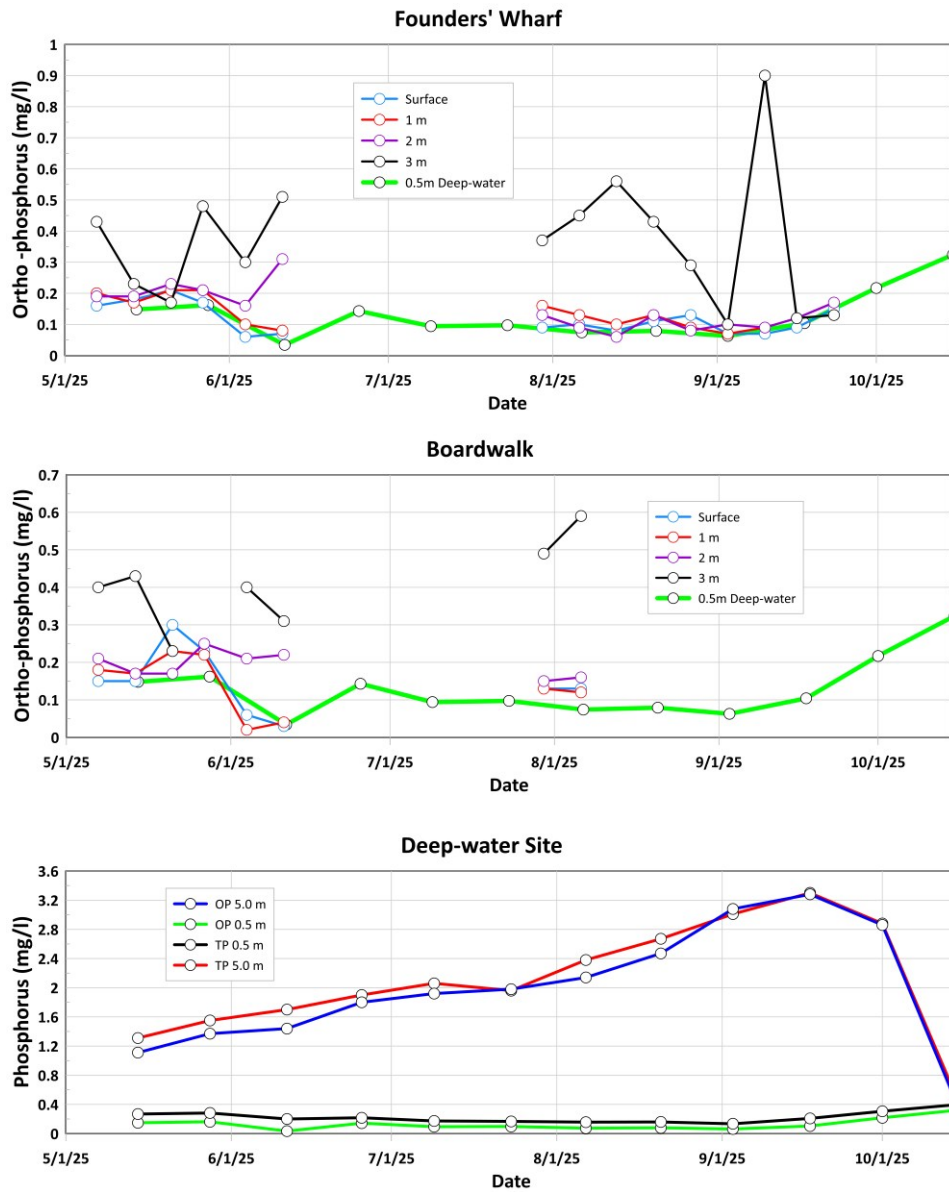 Founders' Wharf
Ortho -phosphorus (mg/l)
1
0.9
0.8
0.7
0.6
0.5
0.4
0.3
0.2
0.1
0
Surface
1 m
2 m
3 m
0.5m Deep-water
5/1/25 6/1/25 7/1/25 8/1/25 9/1/25 10/1/25
Date
Boardwalk
Ortho-phosphorus (mg/l)
0.7
0.6
0.5
0.4
0.3
0.2
0.1
0
Surface
1 m
2 m
3 m
0.5m Deep-water
5/1/25 6/1/25 7/1/25 8/1/25 9/1/25 10/1/25
Date
Deep-water Site
Phosphorus (mg/l)
3.6
3.2
2.8
2.4
2
1.6
1.2
0.8
0.4
0
OP 5.0 m
OP 0.5 m
TP 0.5 m
TP 5.0 m
5/1/25 6/1/25 7/1/25 8/1/25 9/1/25 10/1/25
Date